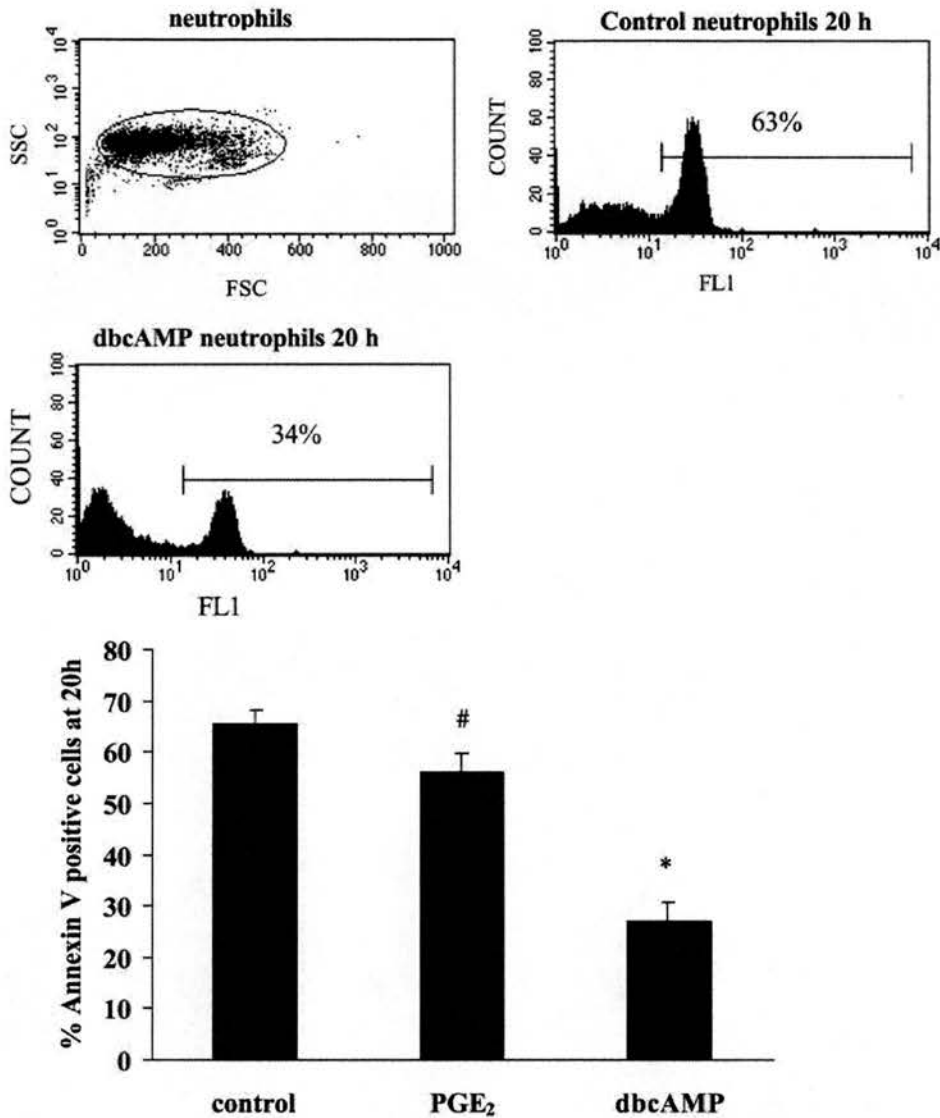 neutrophils
10^4
10^3
10^2
10^1
10^0
SSC
0 200 400 600 800 1000
FSC
Control neutrophils 20 h
100
80
60
40
20
0
COUNT
63%
10^0 10^1 10^2 10^3 10^4
FL1
dbcAMP neutrophils 20 h
100
80
60
40
20
0
COUNT
34%
10^0 10^1 10^2 10^3 10^4
FL1
% Annexin V positive cells at 20h
80
70
60
50
40
30
20
10
0
#
*
control PGE₂ dbcAMP